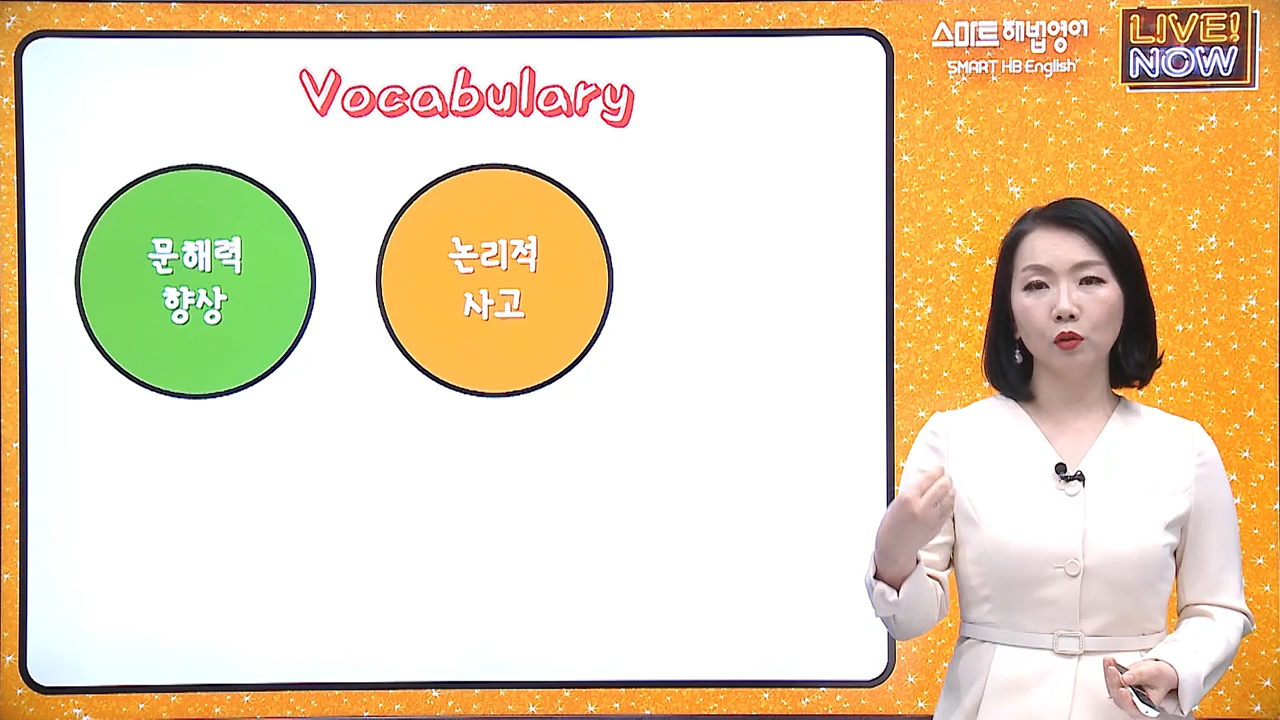 스마트 해법영어
SMART HB English
LIVE!
NOW
Vocabulary
문해력
향상
논리적
사고